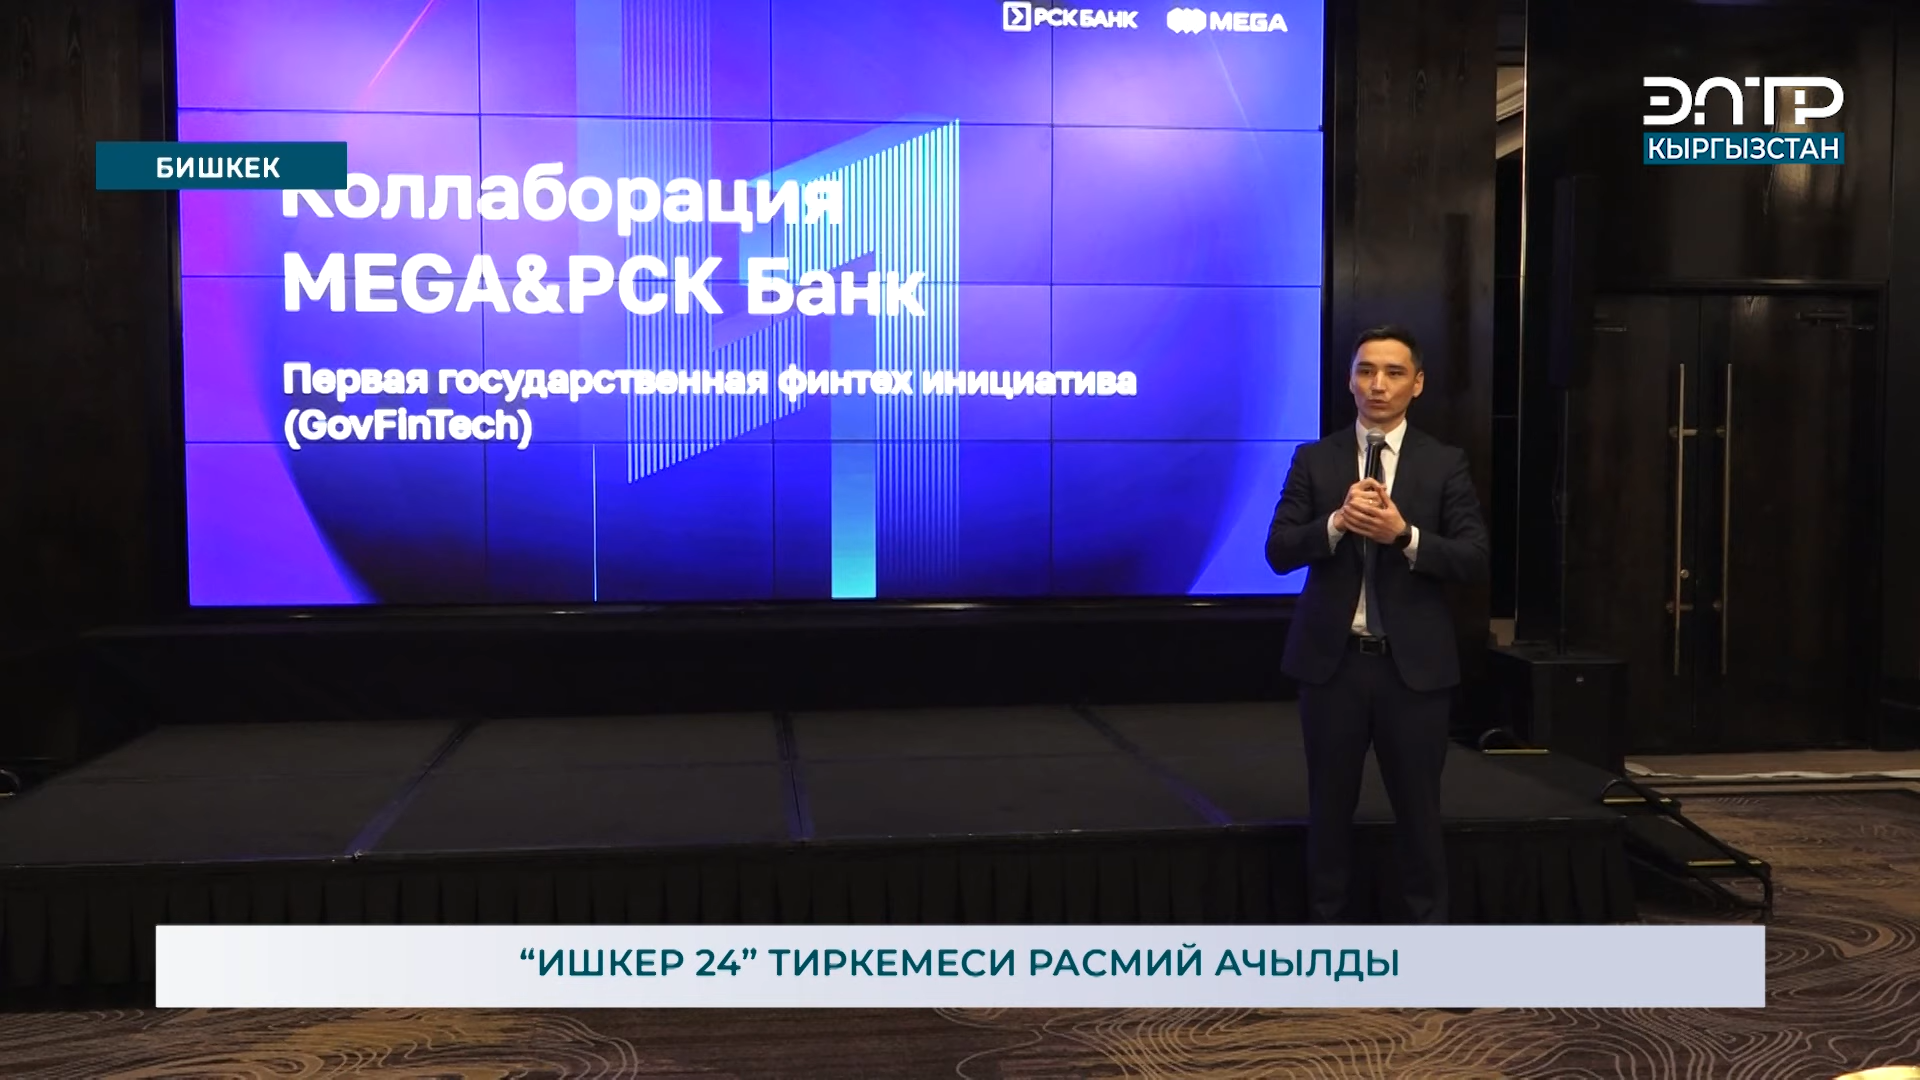 РСК БАНК
MEGA
ЭЛТР
КЫРГЫЗСТАН
БИШКЕК
Коллаборация
MEGA&РСК Банк
Первая государственная финтех инициатива
(GovFinTech)
“ИШКЕР 24” ТИРКЕМЕСИ РАСМИЙ АЧЫЛДЫ